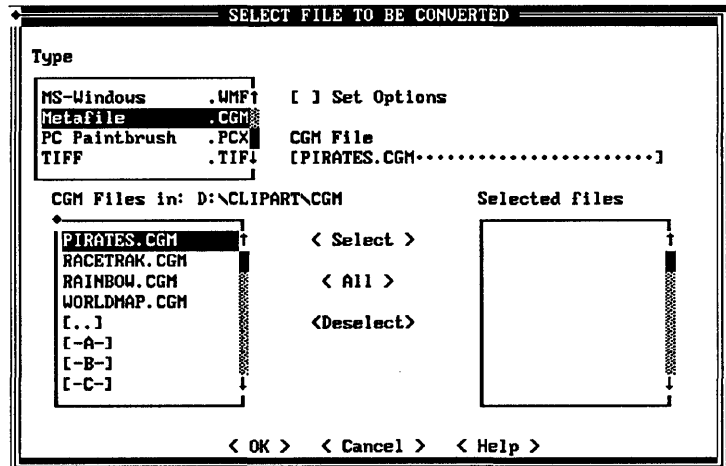 SELECT FILE TO BE CONVERTED
Type
MS-Windows .WMF↑ [ ] Set Options
Metafile .CGM
PC Paintbrush .PCX CGM File
TIFF .TIF↓ [PIRATES.CGM························]
CGM Files in: D:\CLIPART\CGM Selected files
PIRATES.CGM ↑ < Select > ↑
RACETRAK.CGM
RAINBOW.CGM < All >
WORLDMAP.CGM
[..] <Deselect>
[-A-]
[-B-]
[-C-] ↓ ↓
< OK > < Cancel > < Help >